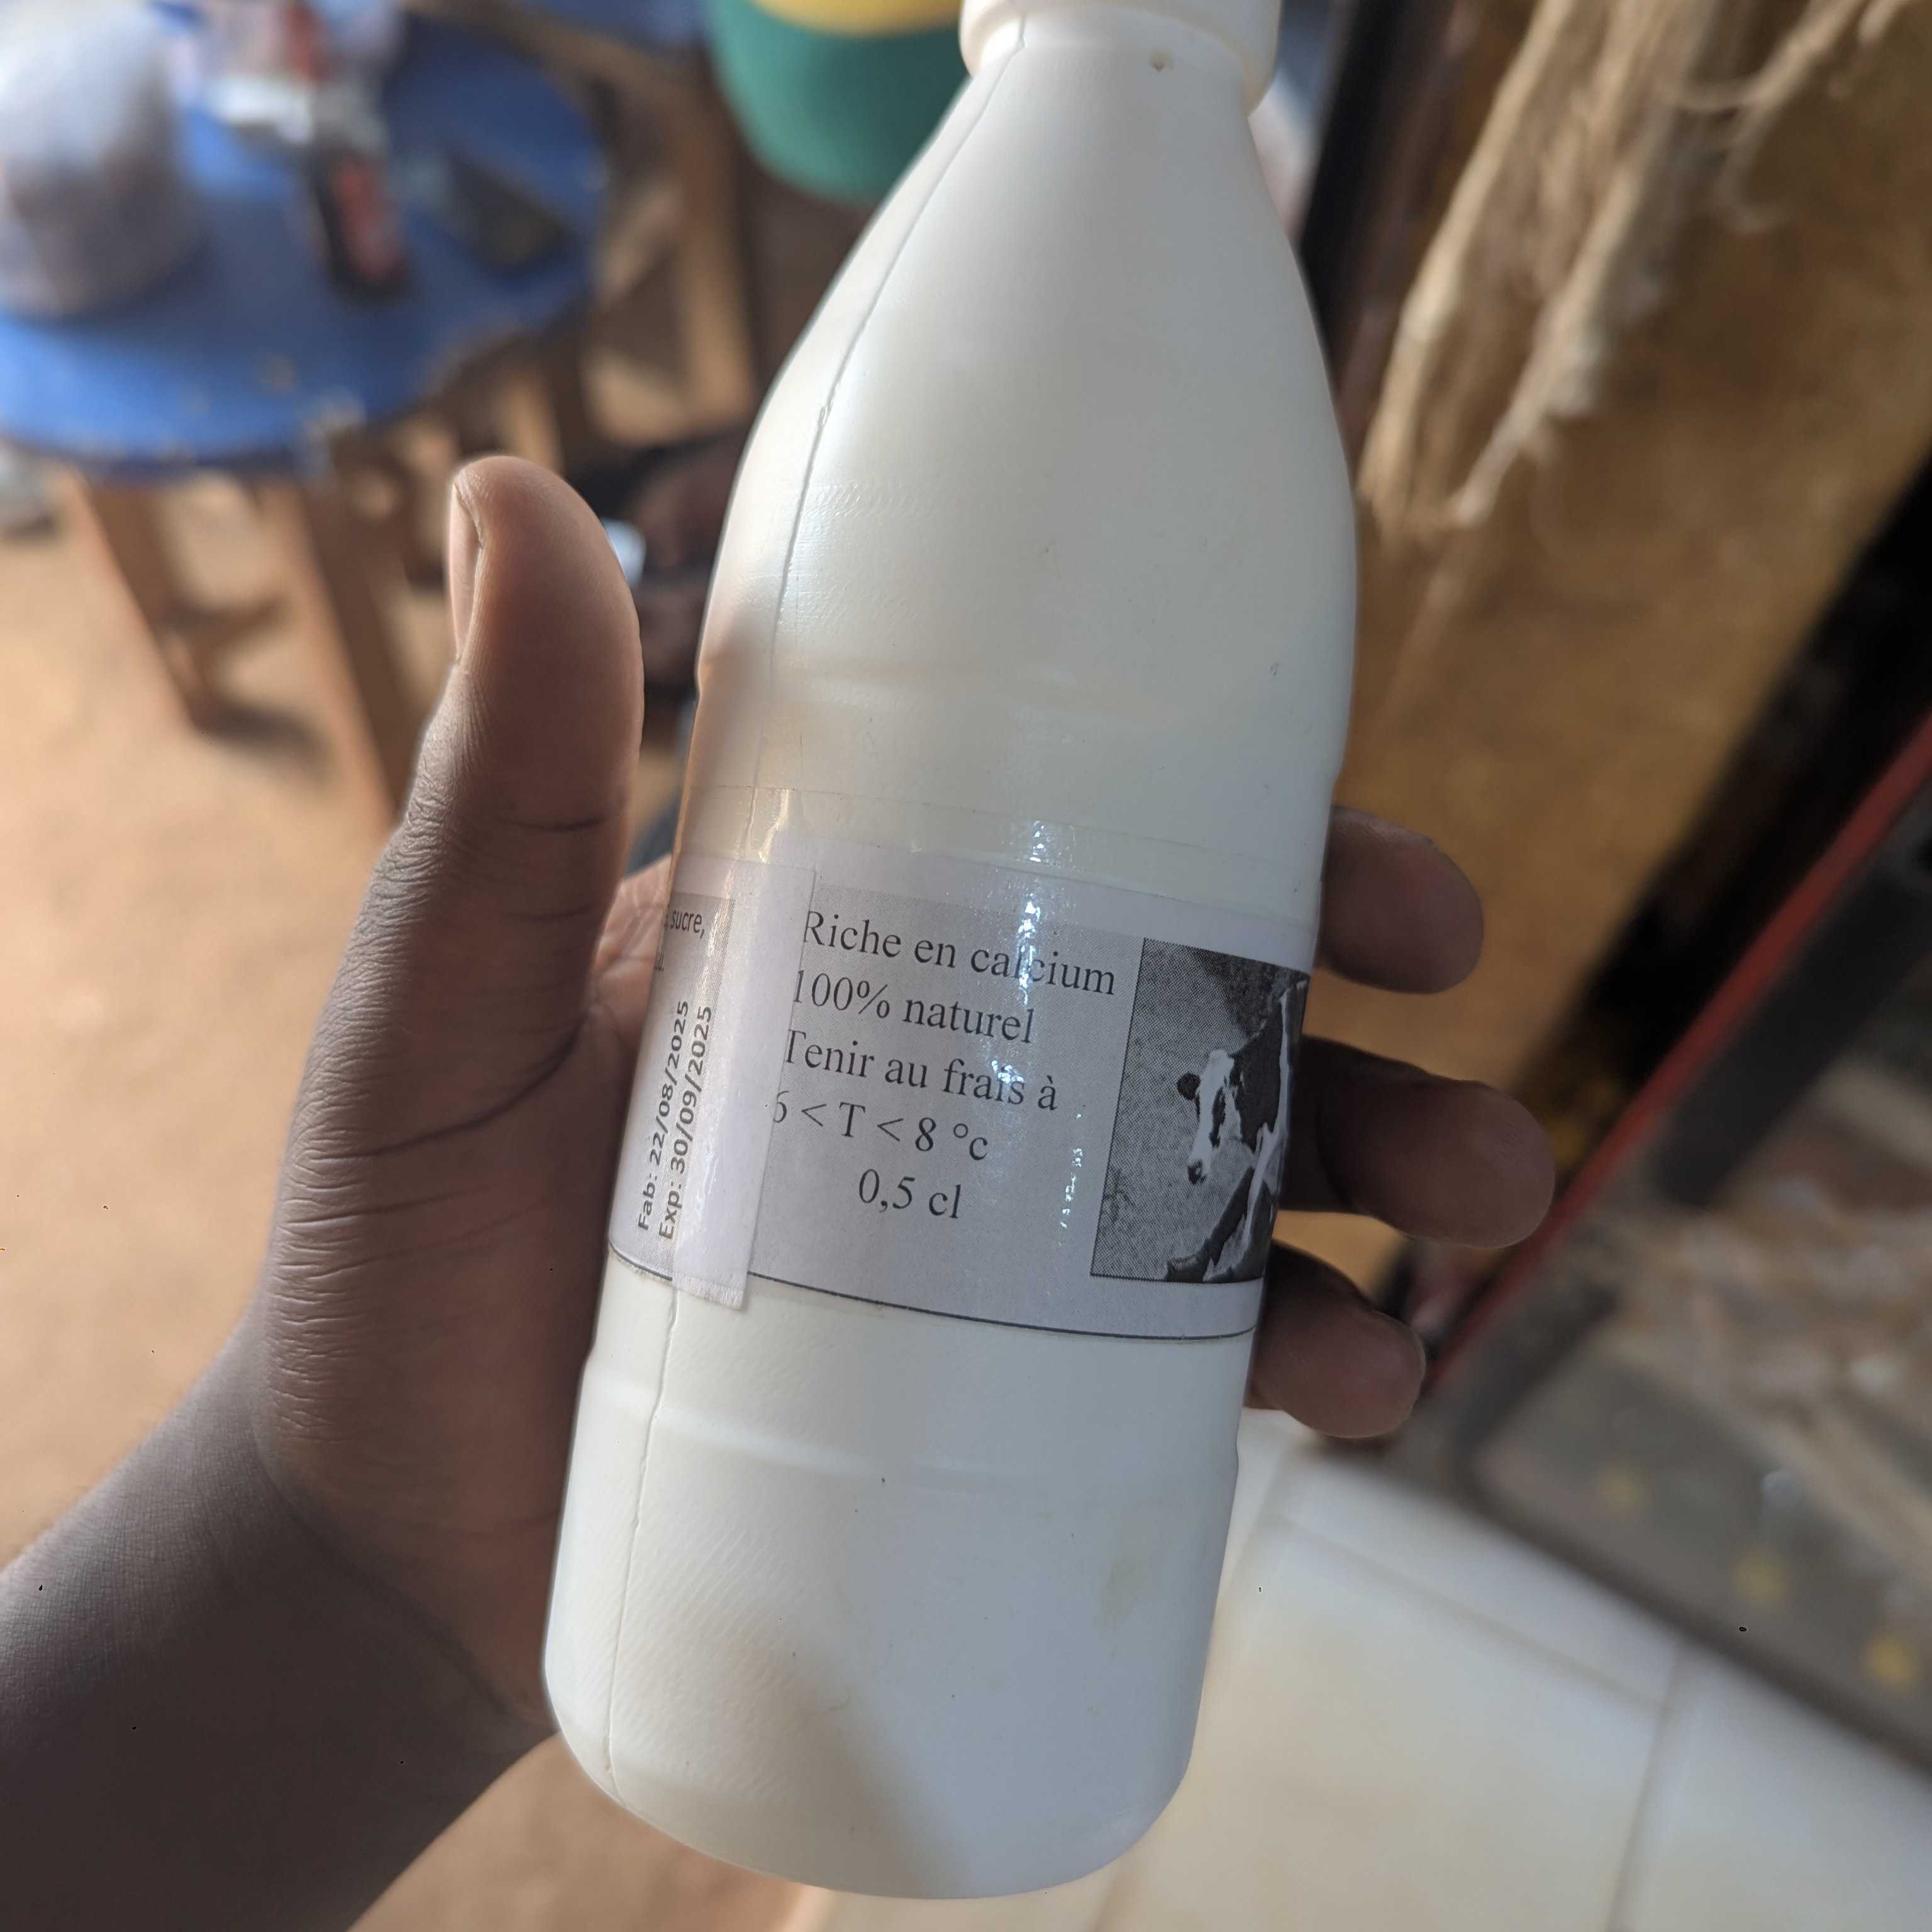 sucre,
Fab: 22/08/2025
Exp: 30/09/2025
Riche en calcium
100% naturel
Tenir au frais à
6 < T < 8 °c
0,5 cl